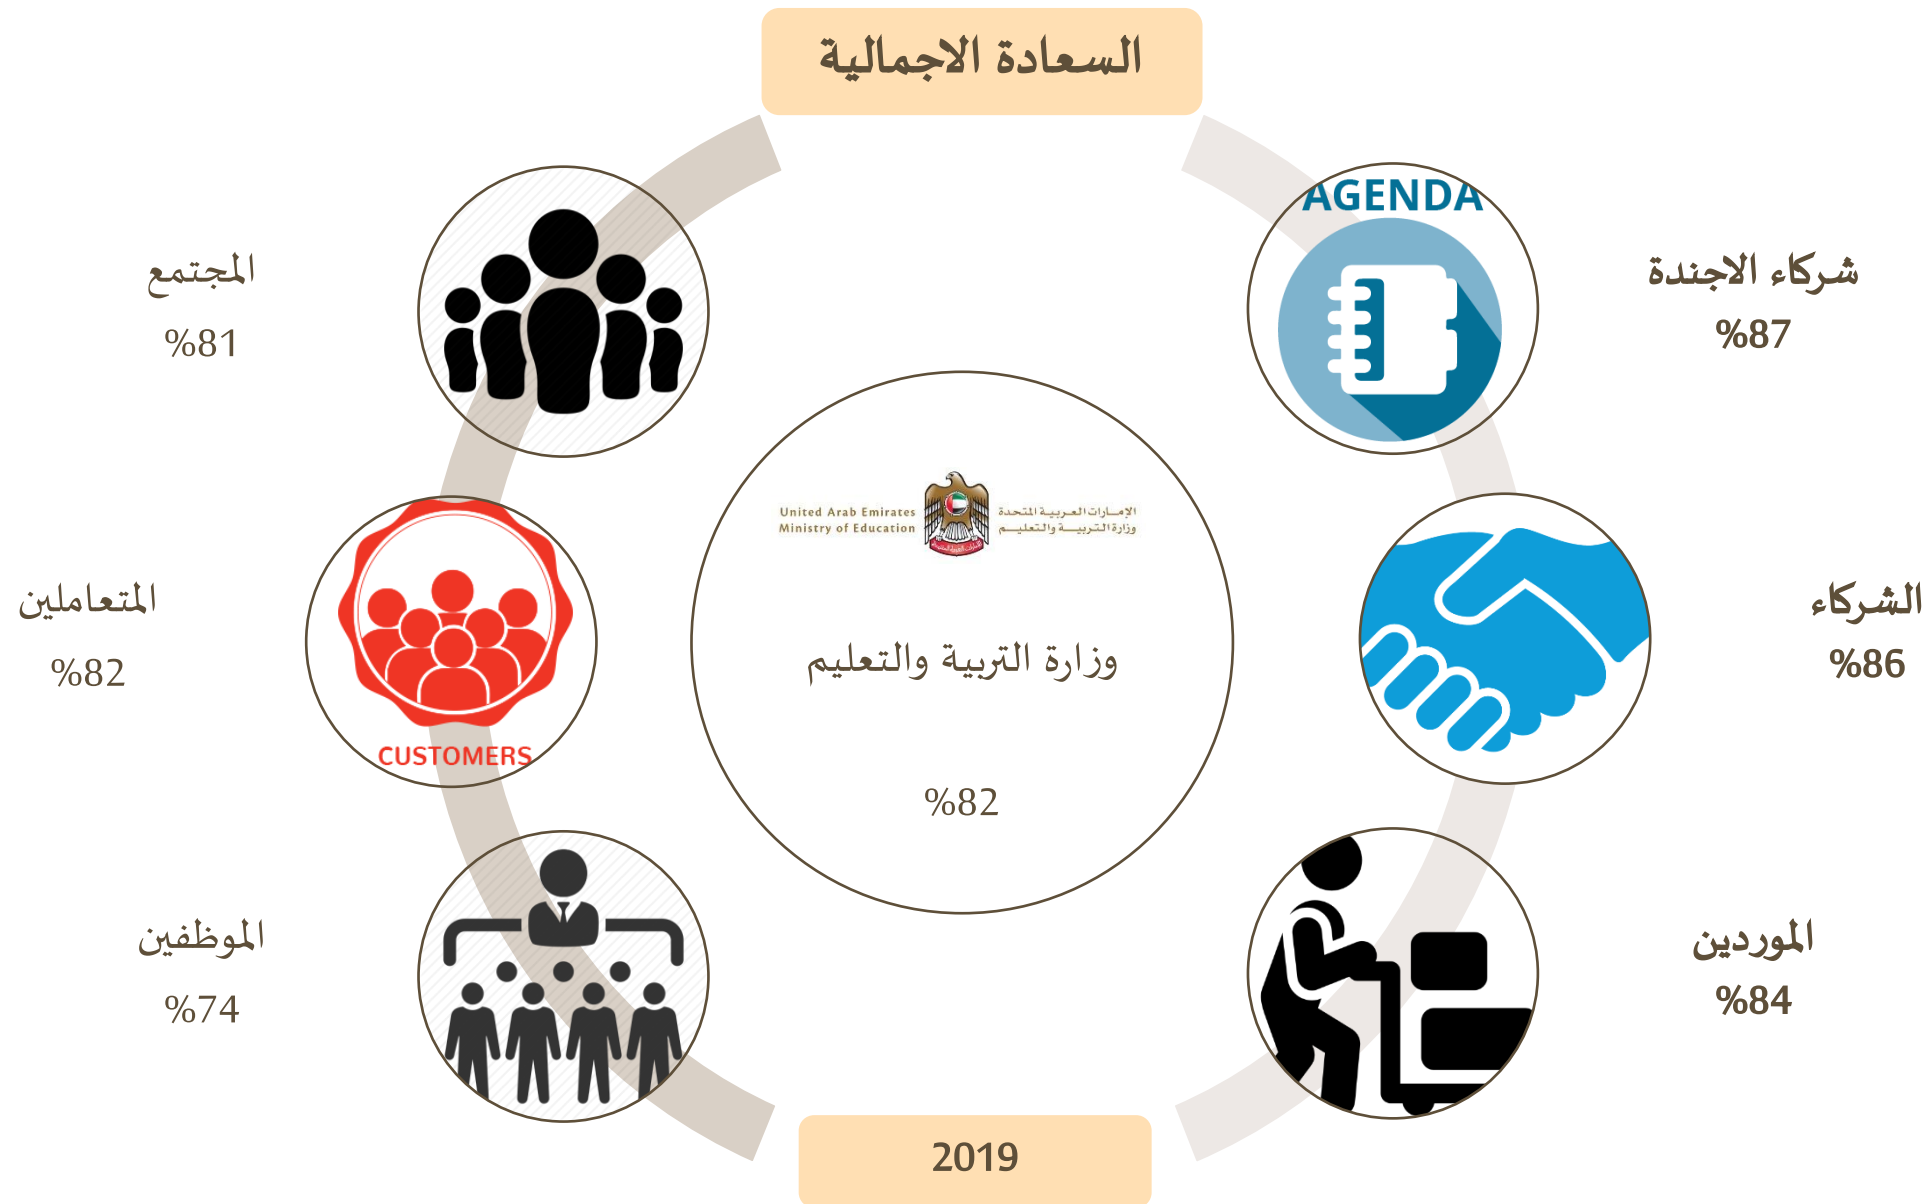 السعادة الاجمالية
AGENDA
شركاء الاجندة
%87
الشركاء
%86
الموردين
%84
المجتمع
%81
CUSTOMERS
المتعاملين
%82
الموظفين
%74
United Arab Emirates
Ministry of Education
الإمارات العربية المتحدة
وزارة التربية والتعليم
وزارة التربية والتعليم
%82
2019